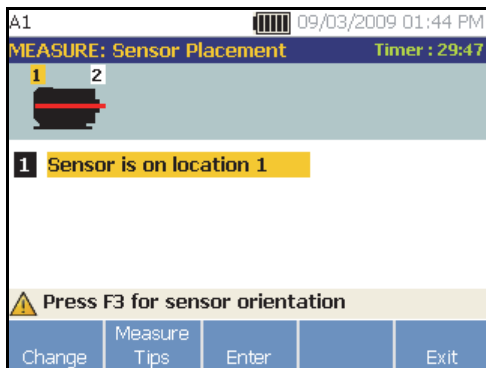 A1 09/03/2009 01:44 PM
MEASURE: Sensor Placement Timer : 29:47
1 2
1 Sensor is on location 1
Press F3 for sensor orientation
Change Measure Tips Enter Exit